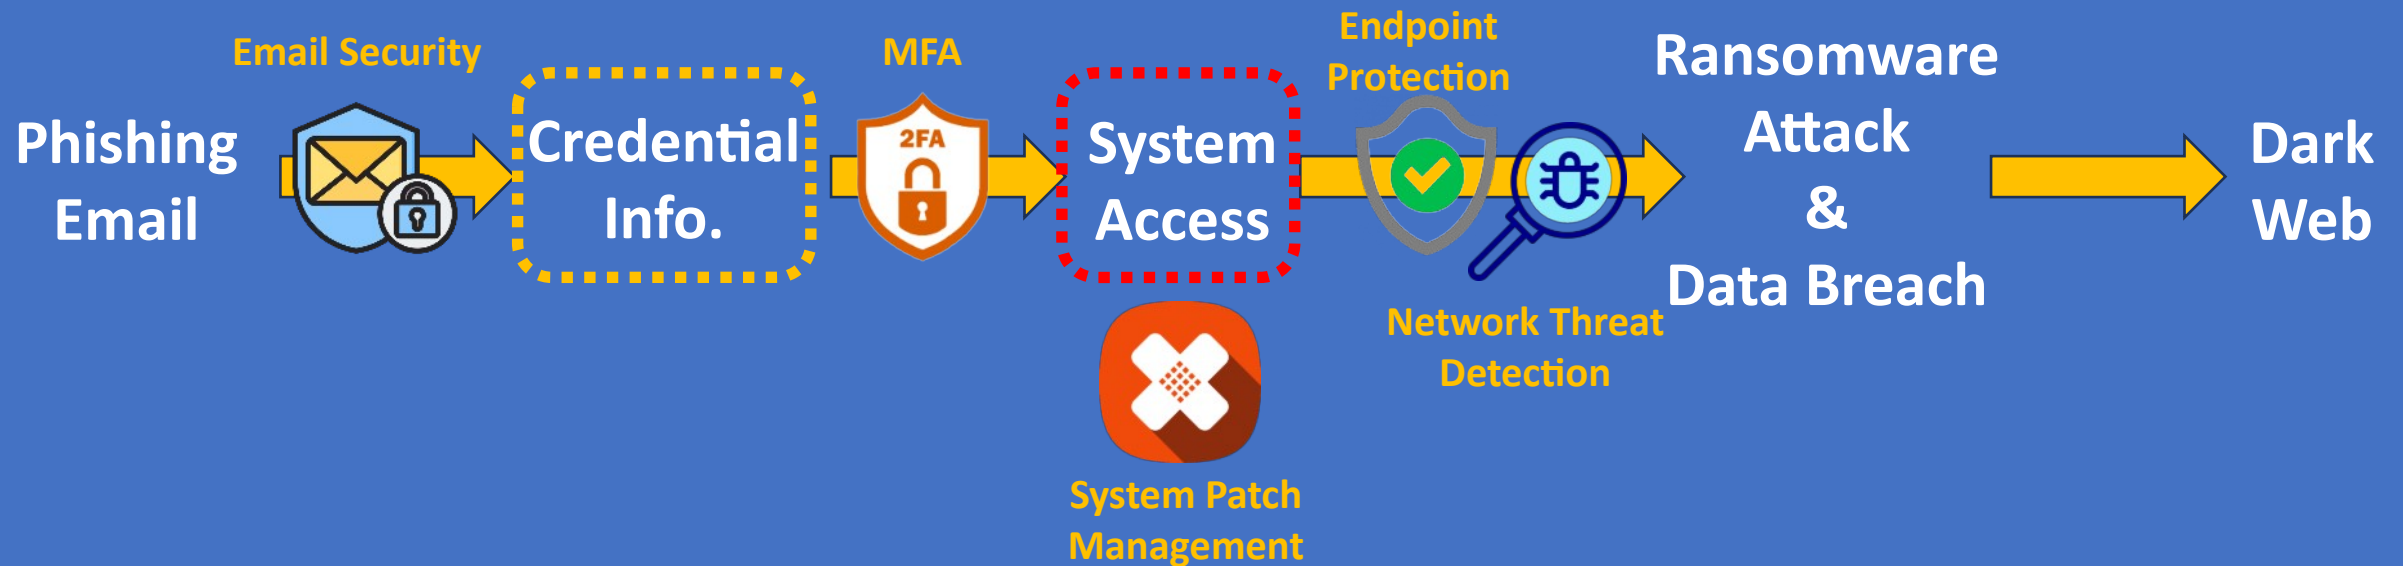 Email Security
MFA
Endpoint
Protection
Ransomware
Attack
&
Data Breach
Phishing
Email
Credential
Info.
2FA
System
Access
Dark
Web
Network Threat
Detection
System Patch
Management